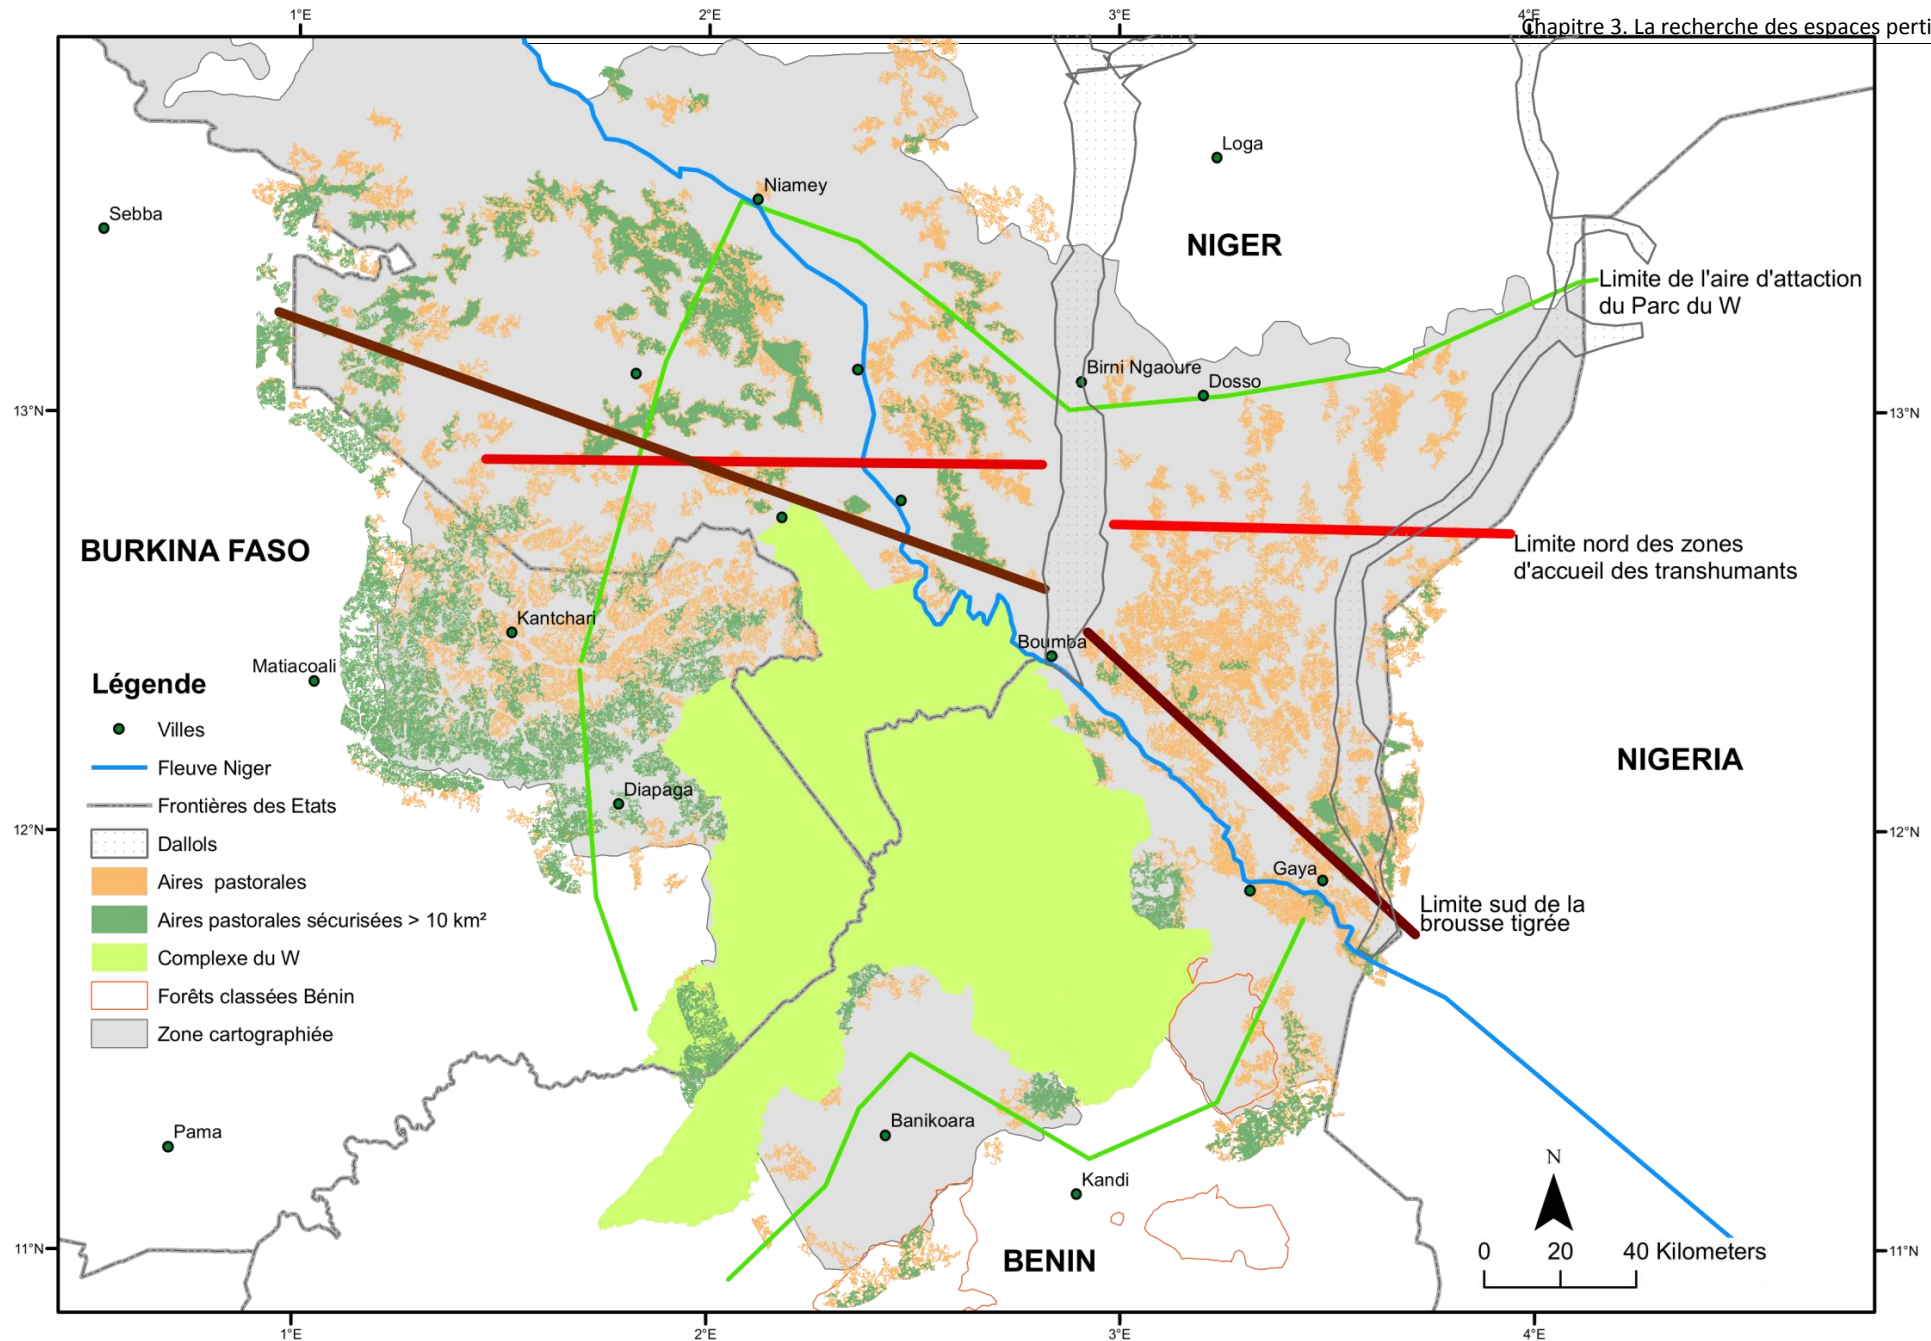 Chapitre 3. La recherche des espaces perti
1°E
2°E
3°E
4°E
Loga
Niamey
Sebba
NIGER
Limite de l'aire d'attaction
du Parc du W
Birni Ngaoure
Dosso
13°N
13°N
BURKINA FASO
Limite nord des zones
d'accueil des transhumants
Kantchari
Boumba
Matiacoali
Légende
Villes
Fleuve Niger
Frontières des Etats
Dallols
Aires pastorales
Aires pastorales sécurisées > 10 km²
Complexe du W
Forêts classées Bénin
Zone cartographiée
NIGERIA
Diapaga
12°N
12°N
Gaya
Limite sud de la
brousse tigrée
Banikoara
Pama
Kandi
N
BENIN
0 20 40 Kilometers
11°N
11°N
1°E
2°E
3°E
4°E